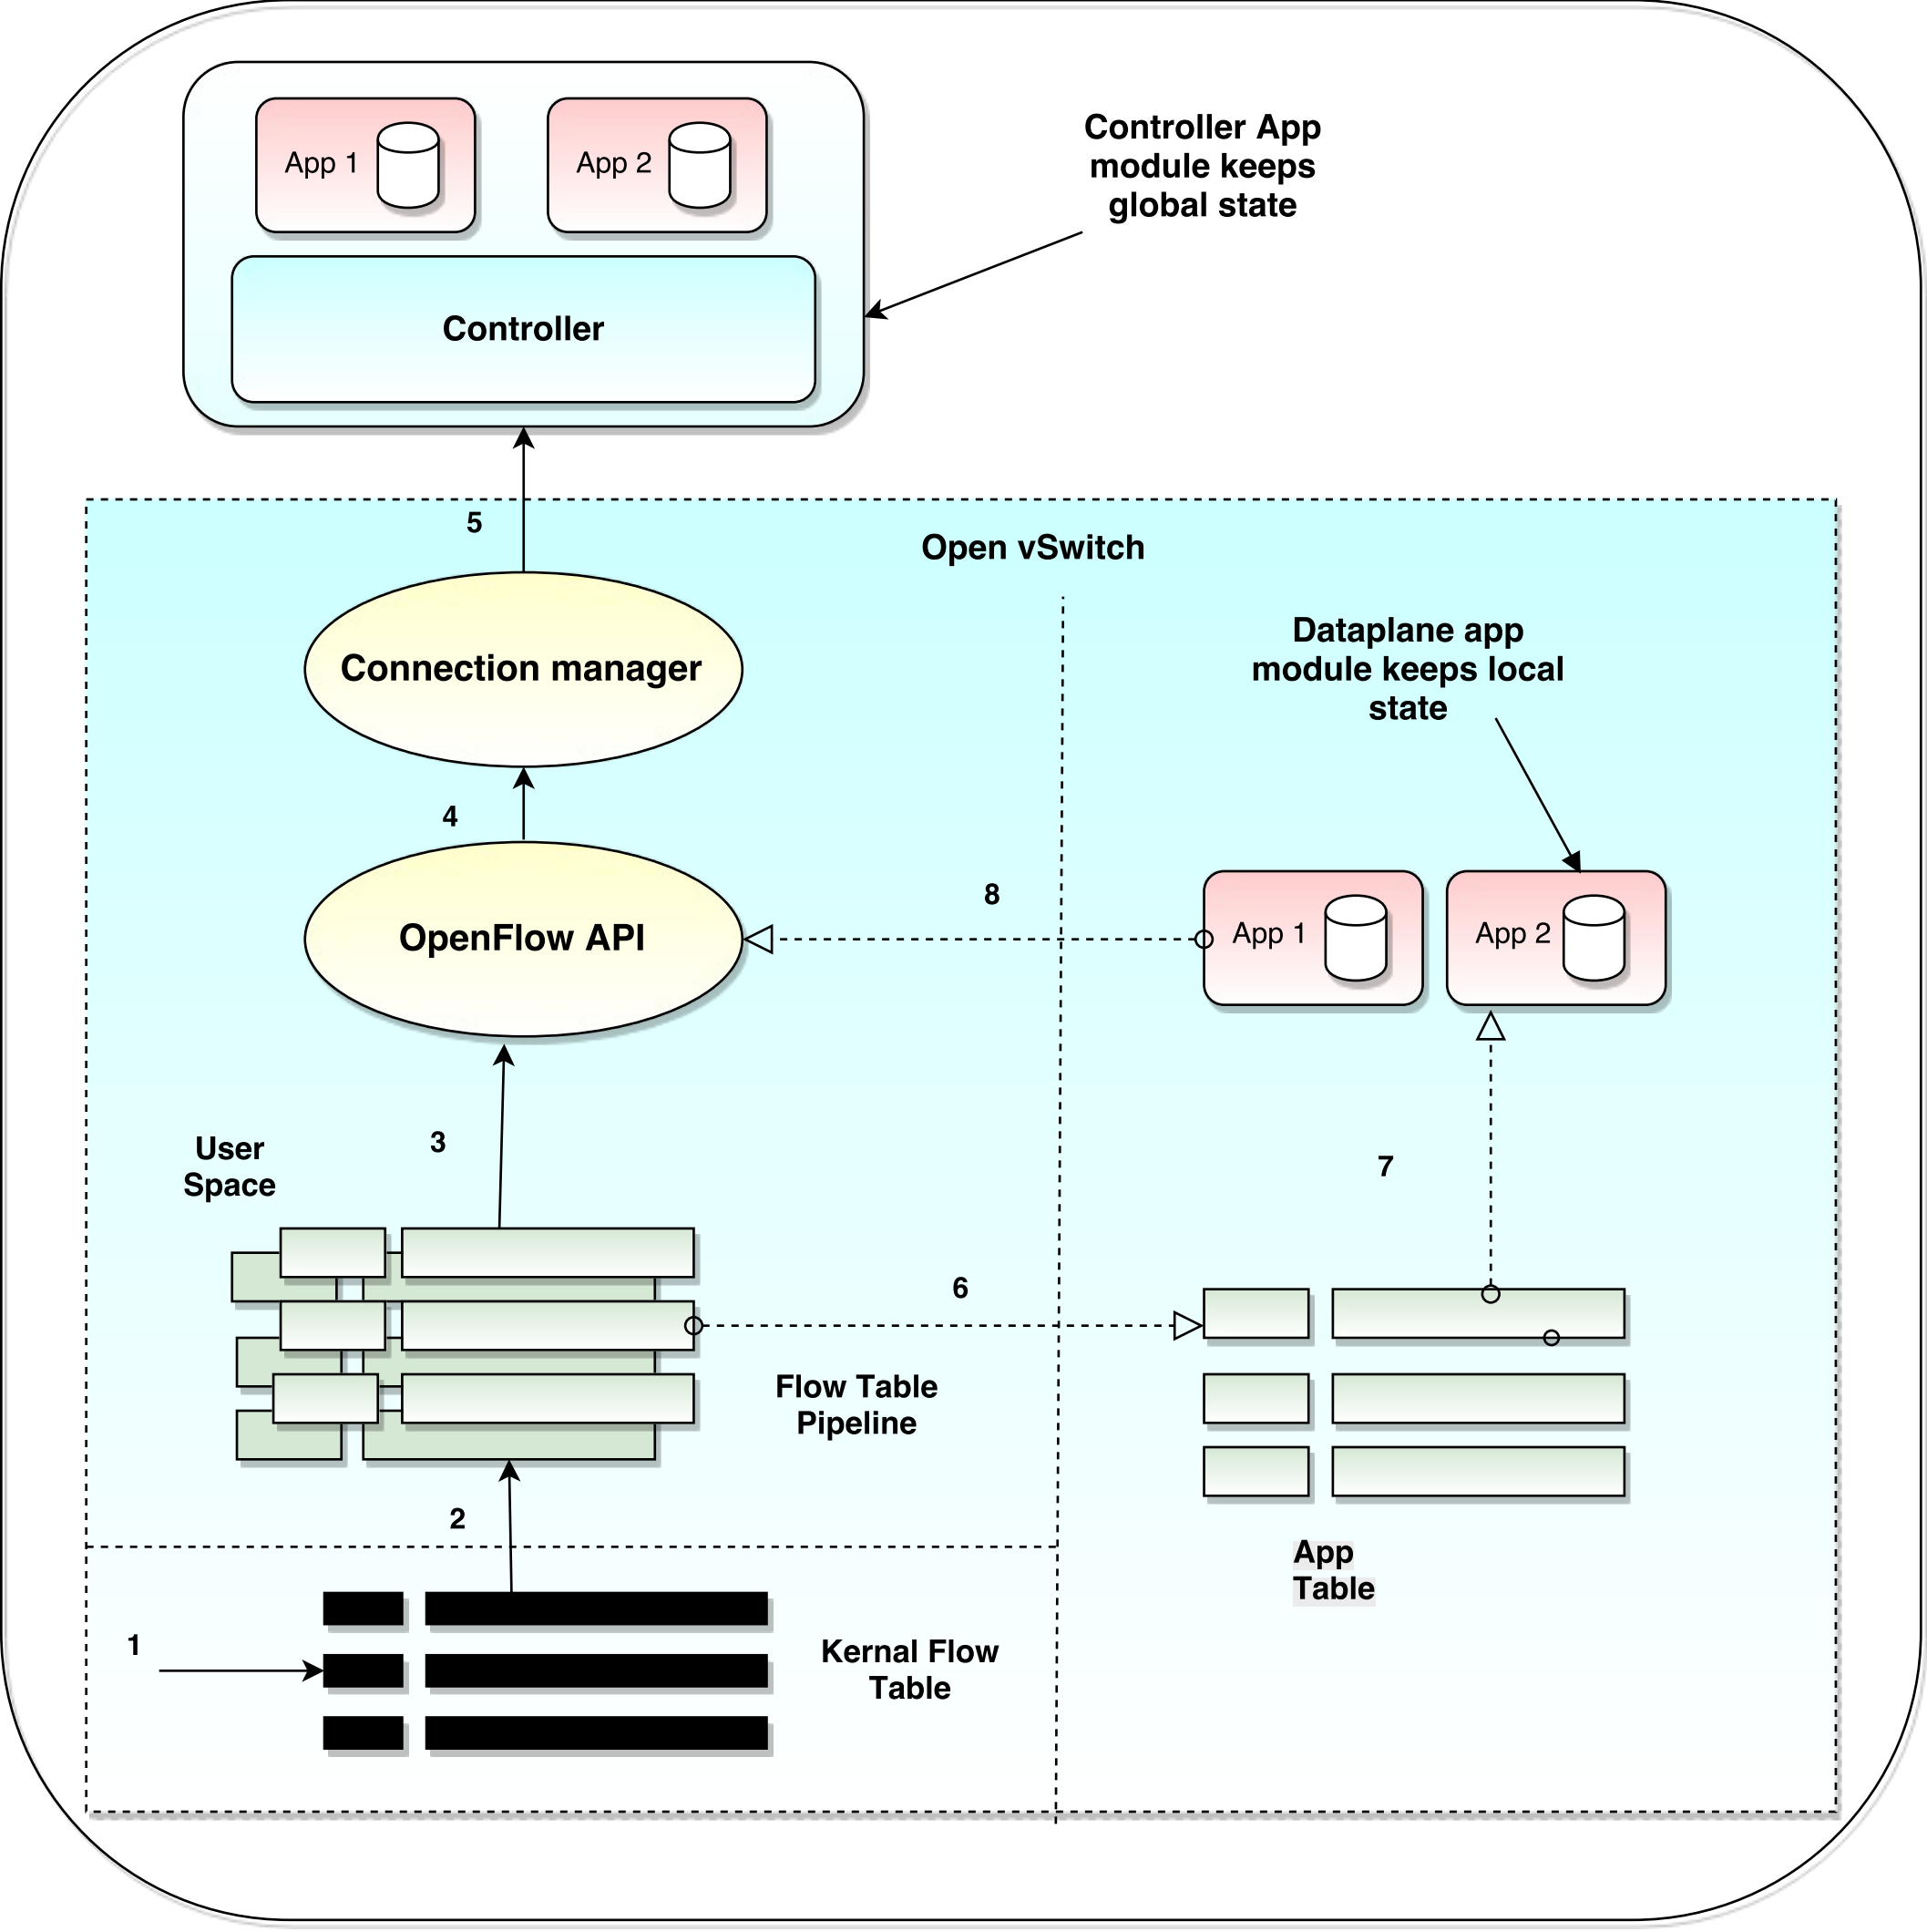 App 1
App 2
Controller App
module keeps
global state
Controller
5
Open vSwitch
Connection manager
Dataplane app
module keeps local
state
4
OpenFlow API
8
App 1
App 2
3
User
Space
7
6
Flow Table
Pipeline
2
App
Table
1
Kernal Flow
Table